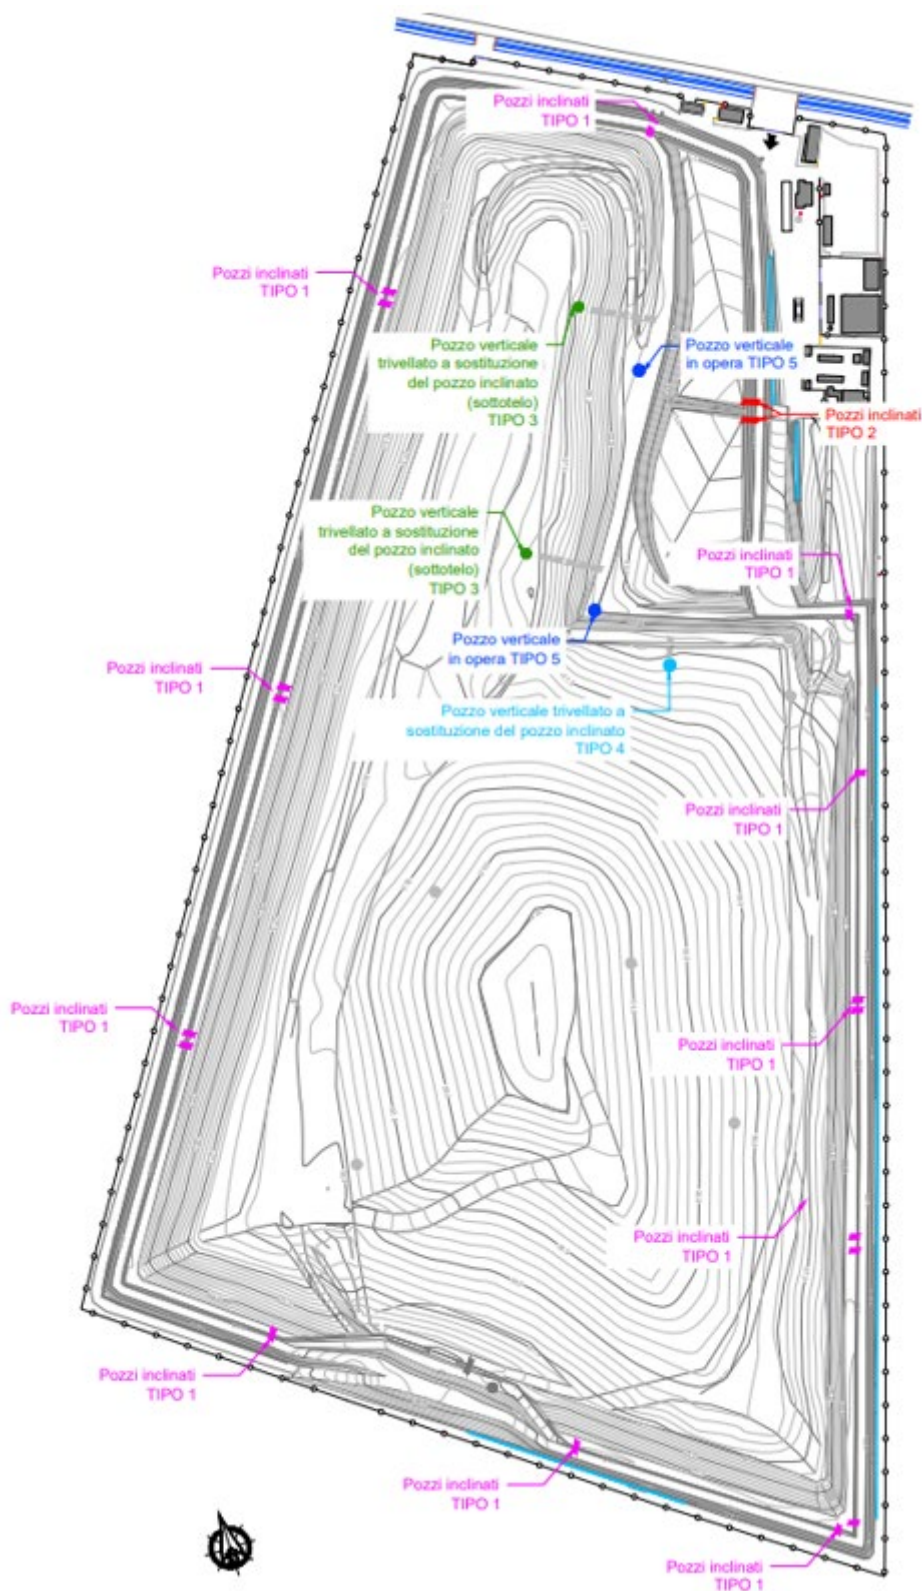 Pozzi inclinati
TIPO 1
Pozzi inclinati
TIPO 1
Pozzo verticale
trivellato a sostituzione
del pozzo inclinato
(sottotelo)
TIPO 3
Pozzo verticale
in opera TIPO 5
Pozzi inclinati
TIPO 2
Pozzo verticale
trivellato a sostituzione
del pozzo inclinato
(sottotelo)
TIPO 3
Pozzi inclinati
TIPO 1
Pozzo verticale
in opera TIPO 5
Pozzi inclinati
TIPO 1
Pozzo verticale trivellato a
sostituzione del pozzo inclinato
TIPO 4
Pozzi inclinati
TIPO 1
Pozzi inclinati
TIPO 1
Pozzi inclinati
TIPO 1
Pozzi inclinati
TIPO 1
Pozzi inclinati
TIPO 1
Pozzi inclinati
TIPO 1
Pozzi inclinati
TIPO 1